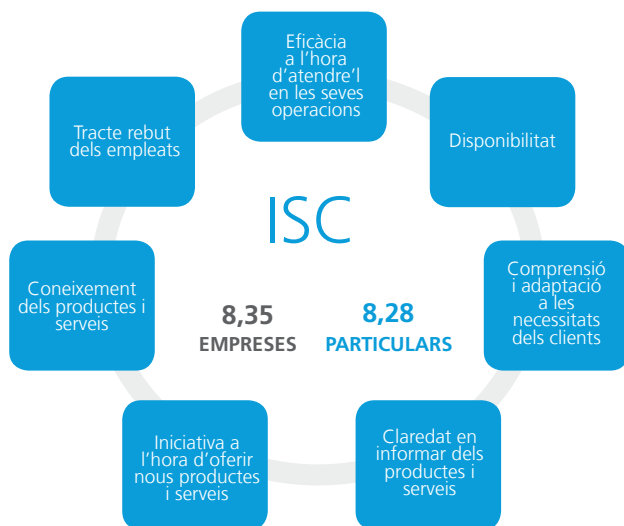 Eficàcia
a l'hora
d'atendre'l
en les seves
operacions
Tracte rebut
dels empleats
Disponibilitat
ISC
Coneixement
dels productes i
serveis
Comprensió
i adaptació
a les
necessitats
dels clients
8,35
EMPRESES
8,28
PARTICULARS
Iniciativa a
l'hora d'oferir
nous productes
i serveis
Claredat en
informar dels
productes i
serveis